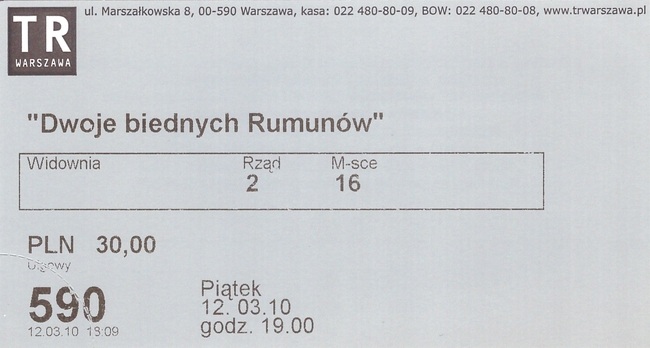 TR
WARSZAWA
ul. Marszałkowska 8, 00-590 Warszawa, kasa: 022 480-80-09, BOW: 022 480-80-08, www.trwarszawa.pl
"Dwoje biednych Rumunów"
Widownia Rząd M-sce
2 16
PLN 30,00
Ulgowy
590
12.03.10 18:09
Piątek
12. 03.10
godz. 19.00